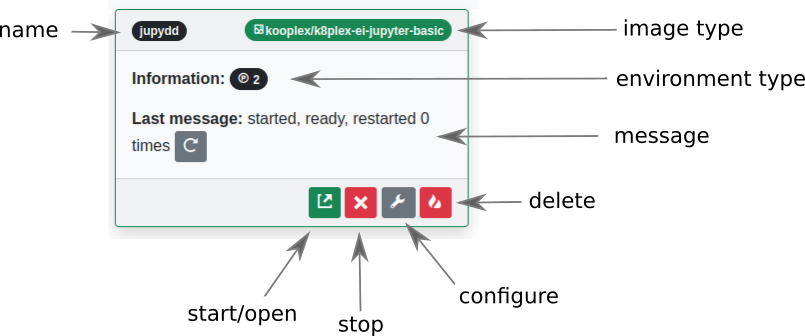 name
jupydd
kooplex/k8plex-ei-jupyter-basic
image type
Information: Ⓟ 2
environment type
Last message: started, ready, restarted 0
times
message
delete
start/open
stop
configure